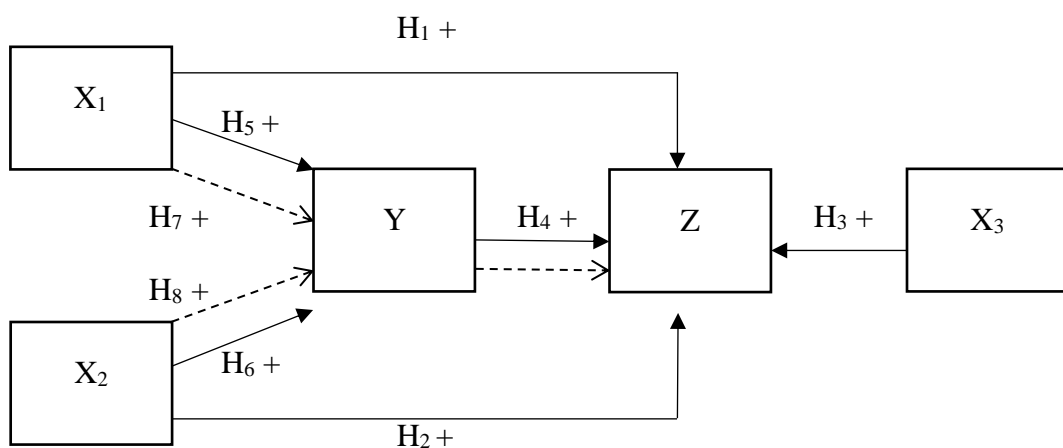 H₁ +
X₁
H₅ +
H₇ +
Y
H₄ +
Z
H₃ +
X₃
H₈ +
X₂
H₆ +
H₂ +